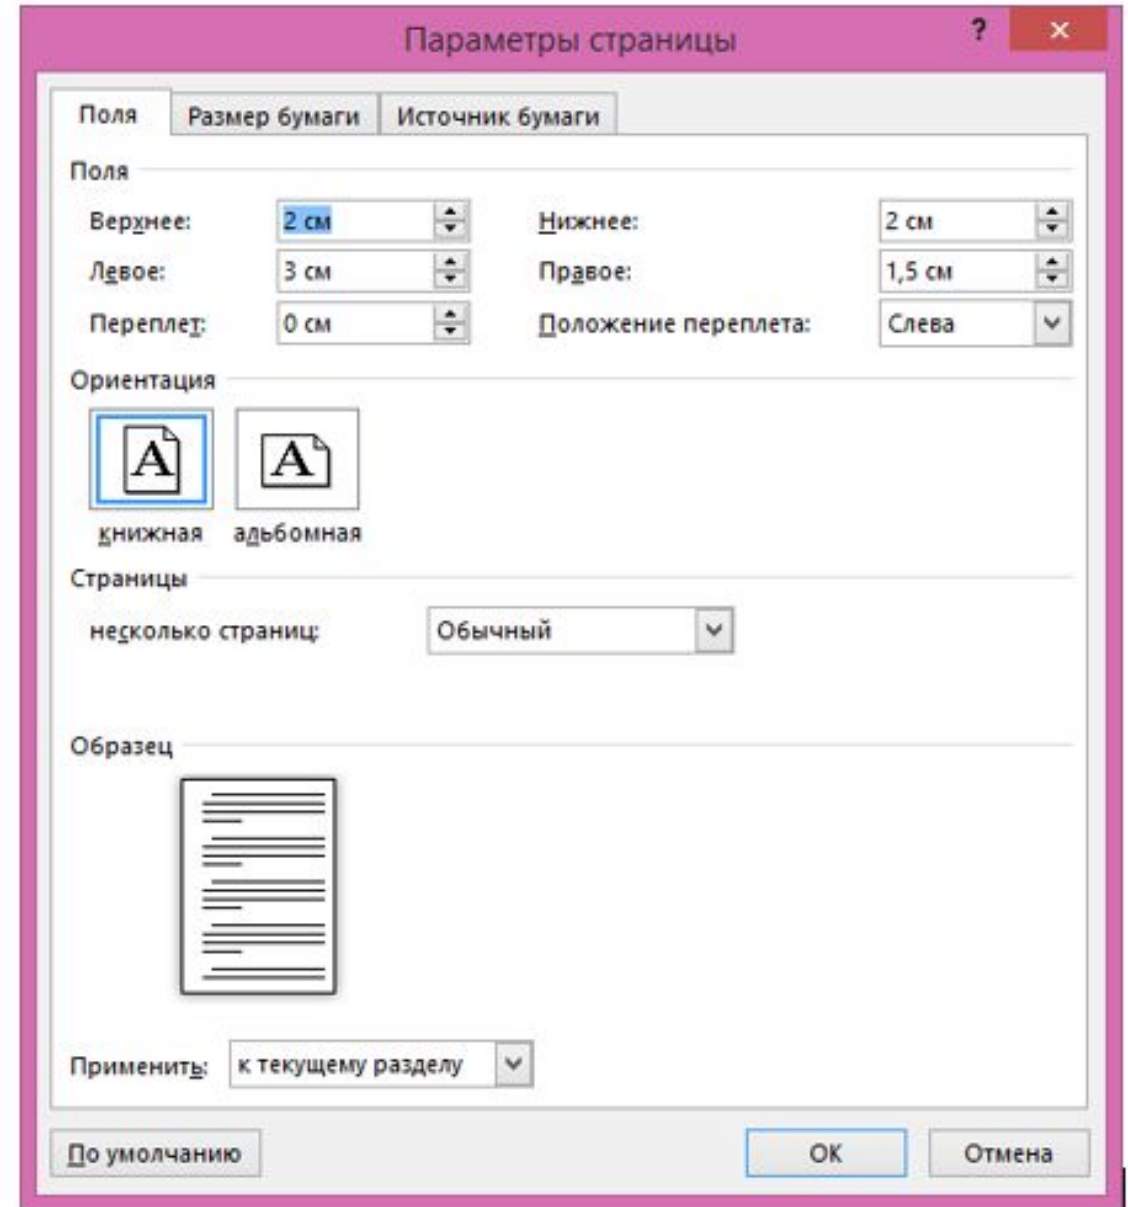 Параметры страницы ? ×
Поля Размер бумаги Источник бумаги
Поля
Верхнее: 2 см Нижнее: 2 см
Левое: 3 см Правое: 1,5 см
Переплет: 0 см Положение переплета: Слева
Ориентация
A A
книжная альбомная
Страницы
несколько страниц: Обычный
Образец
Применить: к текущему разделу
По умолчанию ОК Отмена